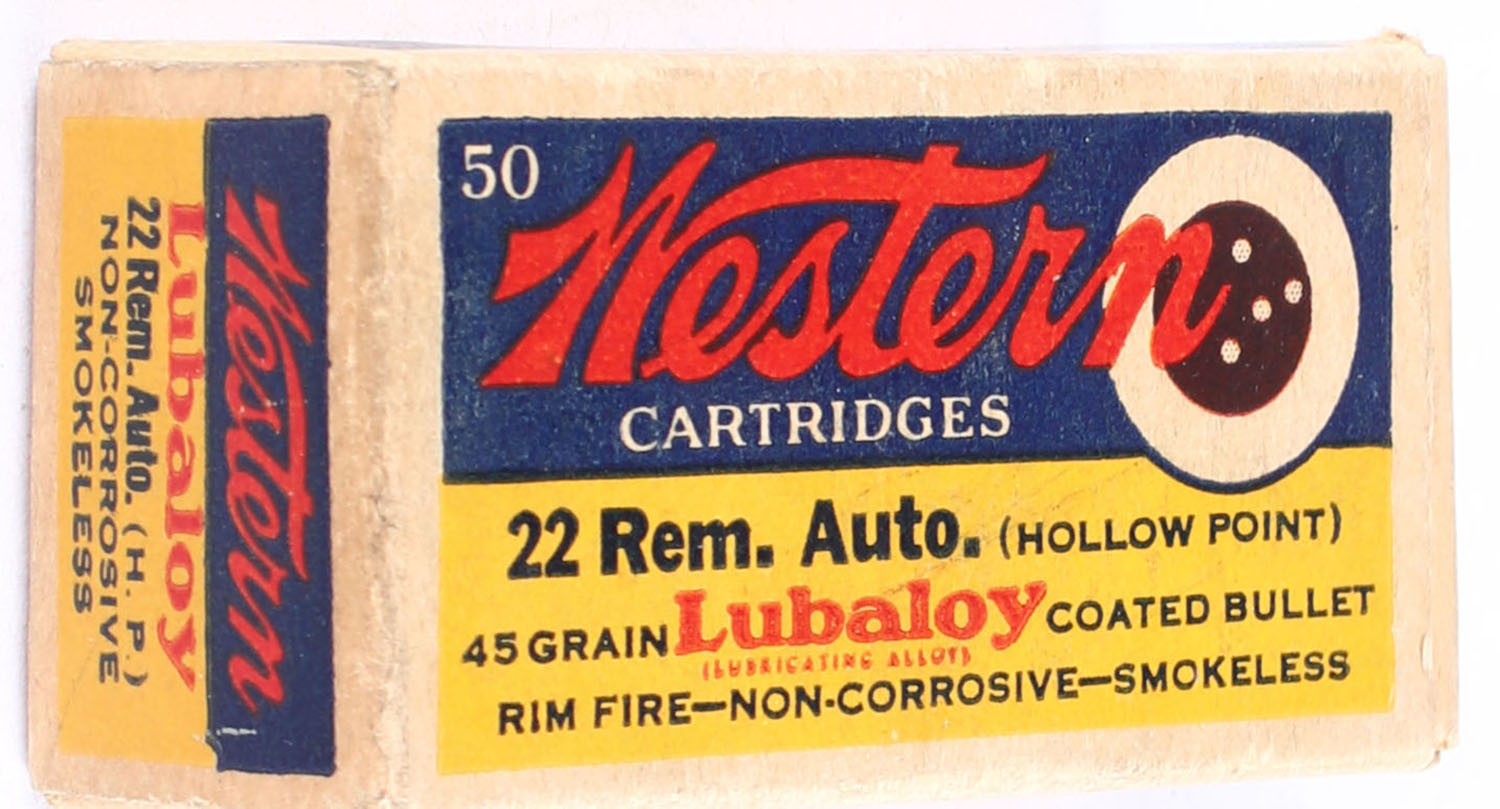 50
Western
CARTRIDGES
22 Rem. Auto. (HOLLOW POINT)
45 GRAIN Lubaloy COATED BULLET
(LUBRICATING ALLOY)
RIM FIRE—NON-CORROSIVE—SMOKELESS
Western
Lubaloy
22 Rem. Auto. (H. P.)
NON-CORROSIVE
SMOKELESS